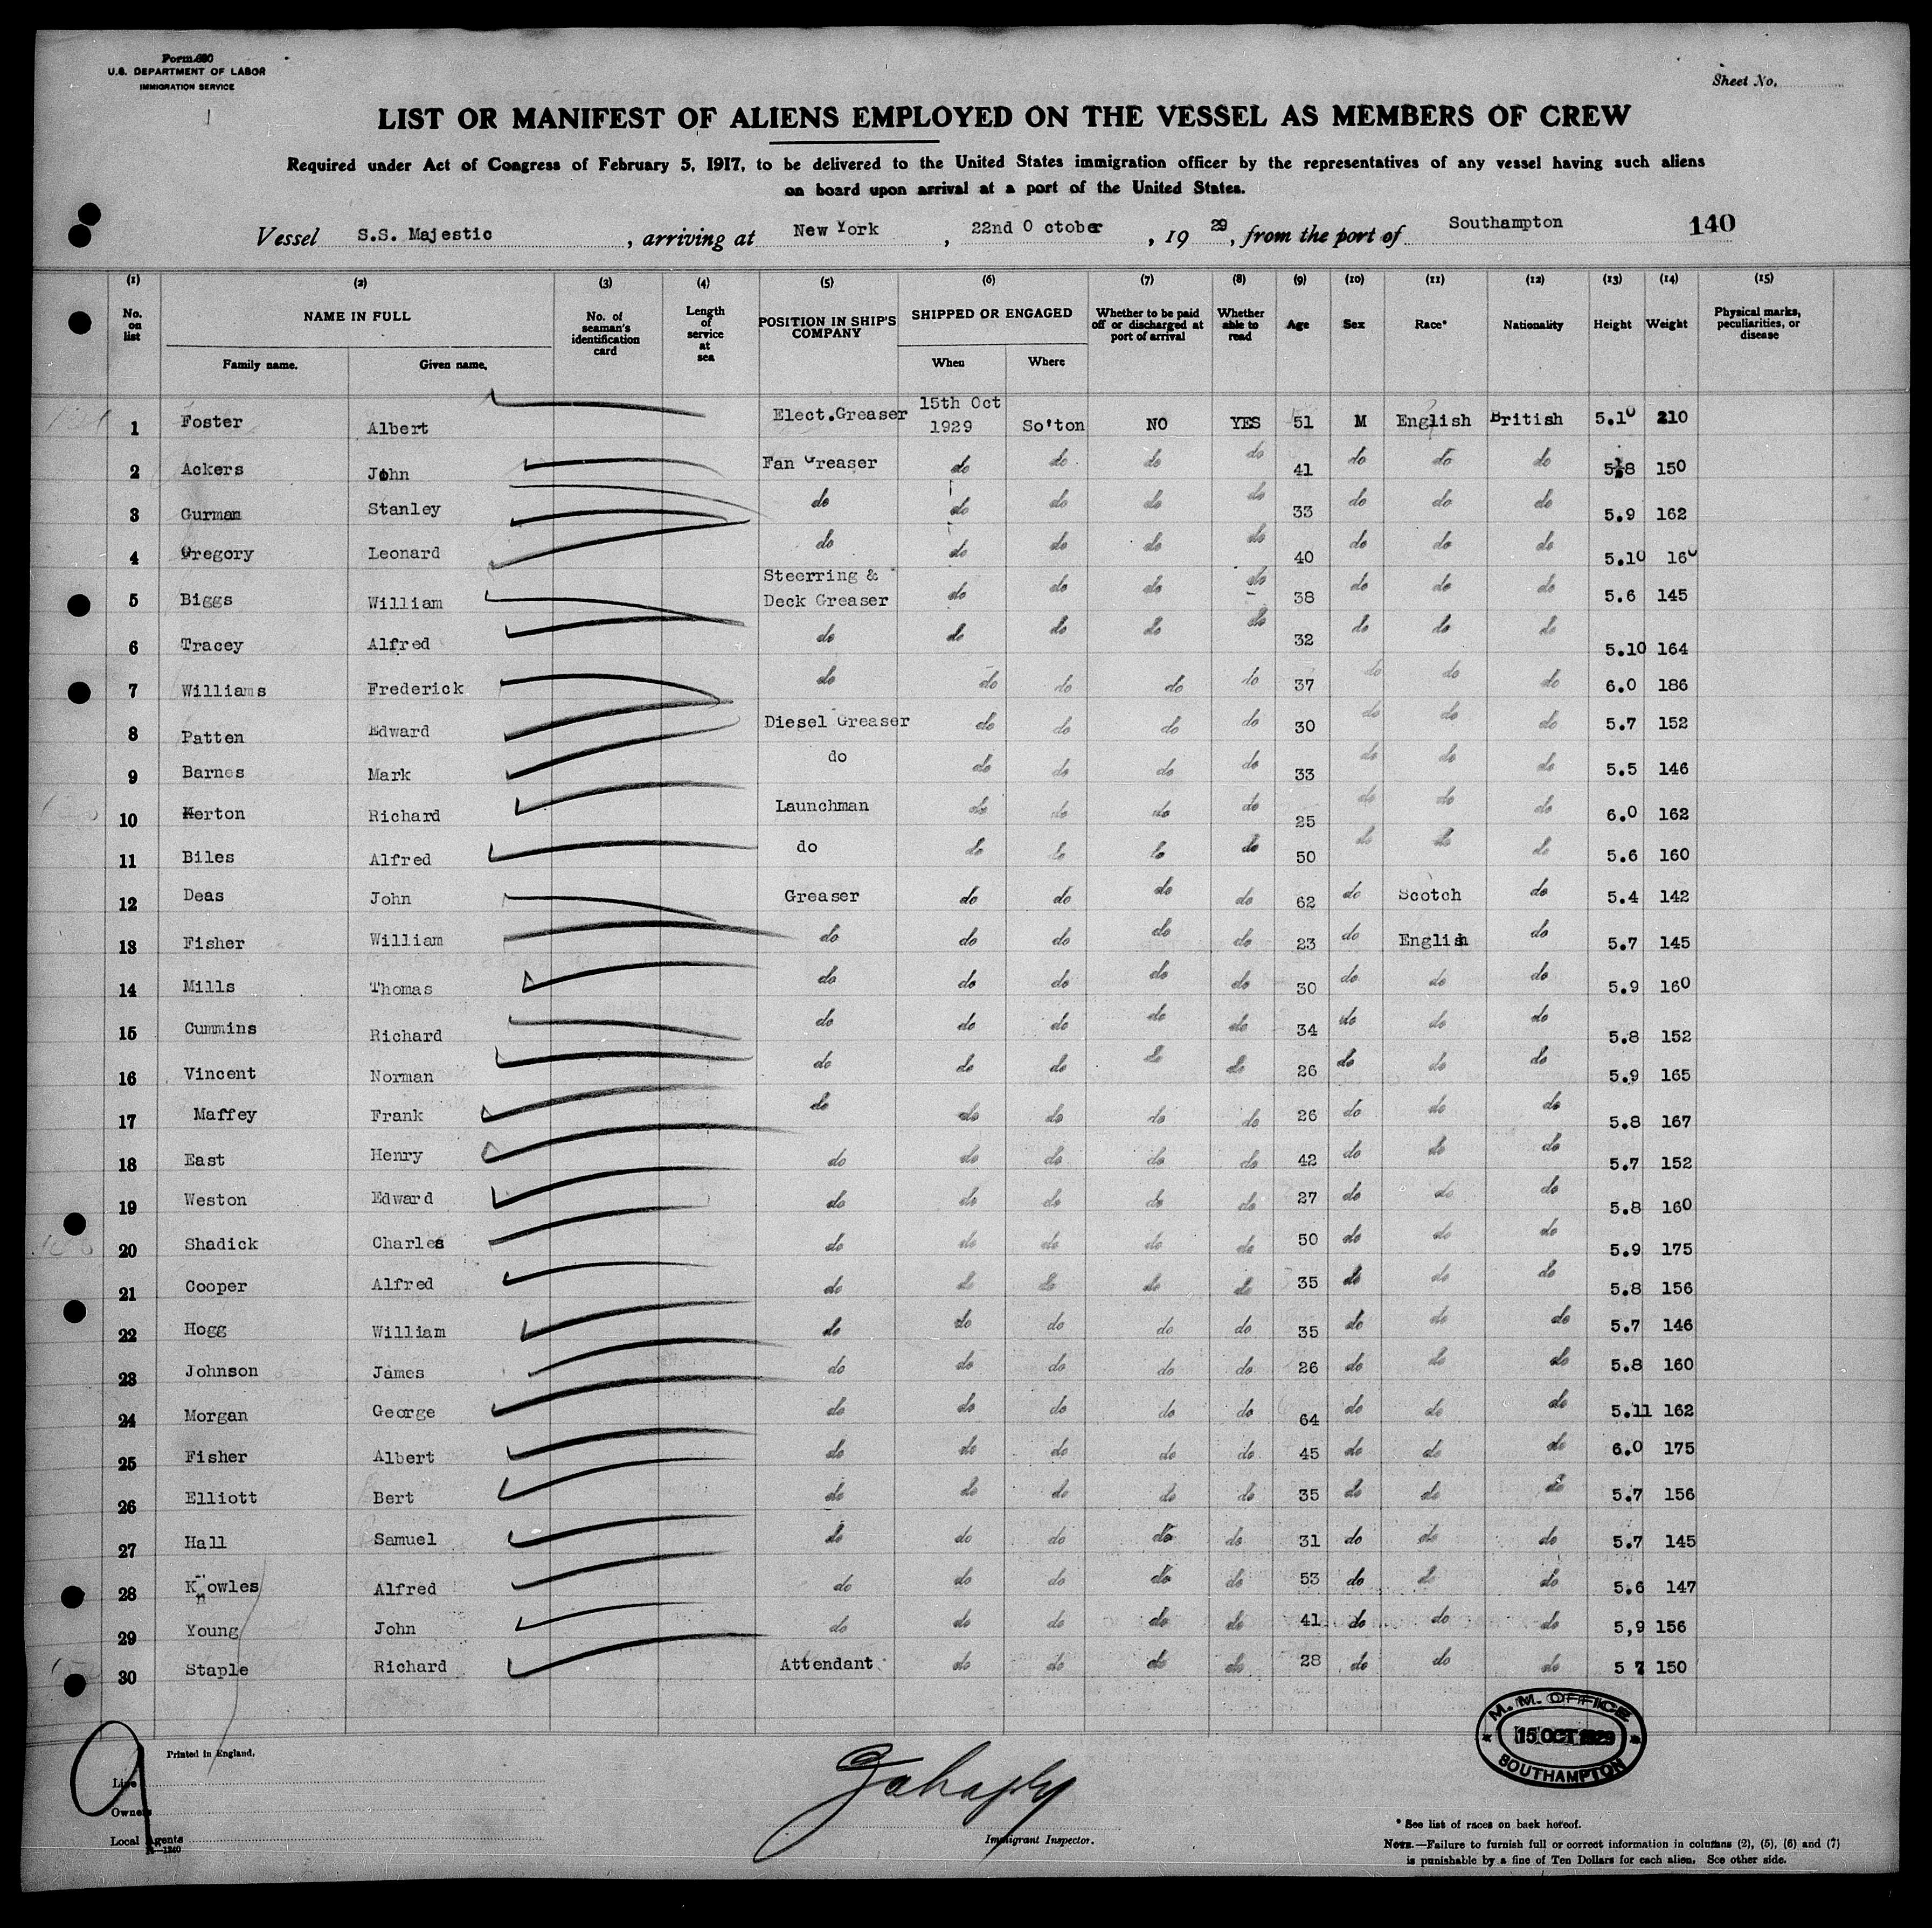 Form 680
U.S. DEPARTMENT OF LABOR
IMMIGRATION SERVICE
Sheet No.
LIST OR MANIFEST OF ALIENS EMPLOYED ON THE VESSEL AS MEMBERS OF CREW
Required under Act of Congress of February 5, 1917, to be delivered to the United States immigration officer by the representatives of any vessel having such aliens
on board upon arrival at a port of the United States.
Vessel S.S. Majestic, arriving at New York, 22nd October, 1929, from the port of Southampton 140
(1) (2) (3) (4) (5) (6) (7) (8) (9) (10) (11) (12) (13) (14) (15)
No. on list NAME IN FULL Family name. Given name. No. of seaman's identification card Length of service at sea POSITION IN SHIP'S COMPANY SHIPPED OR ENGAGED When Where Whether to be paid off or discharged at port of arrival Whether able to read Age Sex Race* Nationality Height Weight Physical marks, peculiarities, or disease
1 Foster Albert Elect.Greaser 15th Oct 1929 So'ton NO YES 51 M English British 5.10 210
2 Ackers John Fan Greaser do do do do 41 do do do 5.8 150
3 Gurman Stanley do do do do do 33 do do do 5.9 162
4 Gregory Leonard do do do do do 40 do do do 5.10 160
5 Biggs William Steerring & Deck Greaser do do do do 38 do do do 5.6 145
6 Tracey Alfred do do do do do 32 do do do 5.10 164
7 Williams Frederick do do do do do 37 do do do 6.0 186
8 Patten Edward Diesel Greaser do do do do 30 do do do 5.7 152
9 Barnes Mark do do do do do 33 do do do 5.5 146
10 Merton Richard Launchman do do do do 25 do do do 6.0 162
11 Biles Alfred do do do do do 50 do do do 5.6 160
12 Deas John Greaser do do do do 62 do Scotch do 5.4 142
13 Fisher William do do do do do 23 do English do 5.7 145
14 Mills Thomas do do do do do 30 do do do 5.9 160
15 Cummins Richard do do do do do 34 do do do 5.8 152
16 Vincent Norman do do do do do 26 do do do 5.9 165
17 Maffey Frank do do do do do 26 do do do 5.8 167
18 East Henry do do do do do 42 do do do 5.7 152
19 Weston Edward do do do do do 27 do do do 5.8 160
20 Shadick Charles do do do do do 50 do do do 5.9 175
21 Cooper Alfred do do do do do 35 do do do 5.8 156
22 Hogg William do do do do do 35 do do do 5.7 146
23 Johnson James do do do do do 26 do do do 5.8 160
24 Morgan George do do do do do 64 do do do 5.11 162
25 Fisher Albert do do do do do 45 do do do 6.0 175
26 Elliott Bert do do do do do 35 do do do 5.7 156
27 Hall Samuel do do do do do 31 do do do 5.7 145
28 Knowles Alfred do do do do do 53 do do do 5.6 147
29 Young John do do do do do 41 do do do 5,9 156
30 Staple Richard Attendant do do do do 28 do do do 5 7 150
M.M. OFFICE
15 OCT 1929
SOUTHAMPTON
Printed in England.
Line
Owners
Local Agents
Immigrant Inspector.
* See list of races on back hereof.
NOTE.—Failure to furnish full or correct information in columns (2), (5), (6) and (7)
is punishable by a fine of Ten Dollars for each alien. See other side.